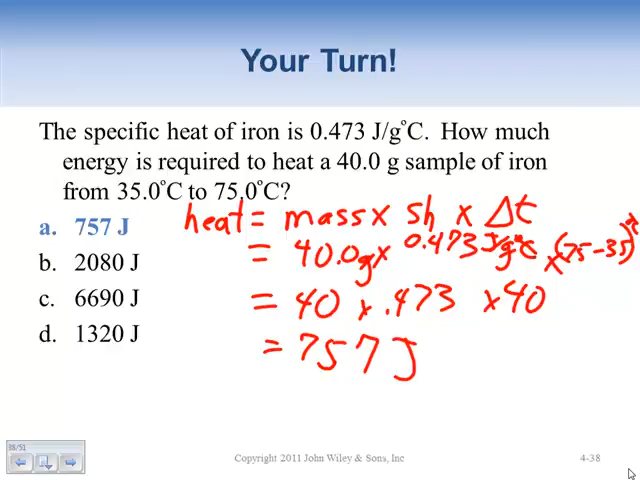 Your Turn!
The specific heat of iron is 0.473 J/g°C. How much
energy is required to heat a 40.0 g sample of iron
from 35.0°C to 75.0°C?
heat = mass x sh x Δt
a. 757 J
= 40.0g x 0.473 J/g°C x (75-35)°C
b. 2080 J
c. 6690 J
= 40 x .473 x 40
d. 1320 J
= 757 J
38/51
Copyright 2011 John Wiley & Sons, Inc
4-38